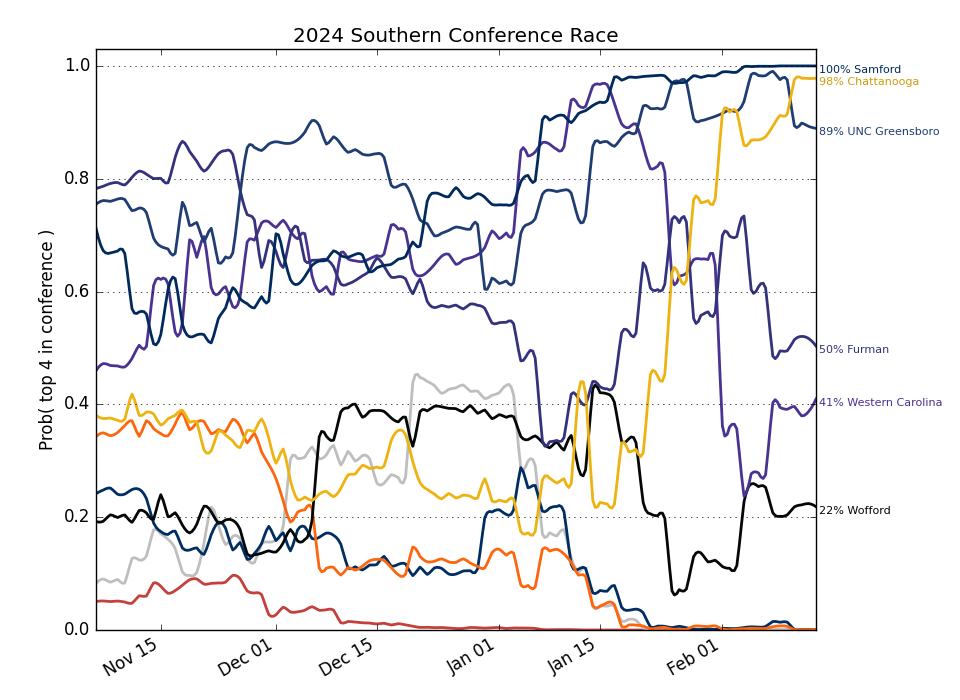 2024 Southern Conference Race
Prob( top 4 in conference )
1.0
0.8
0.6
0.4
0.2
0.0
Nov 15
Dec 01
Dec 15
Jan 01
Jan 15
Feb 01
100% Samford
98% Chattanooga
89% UNC Greensboro
50% Furman
41% Western Carolina
22% Wofford